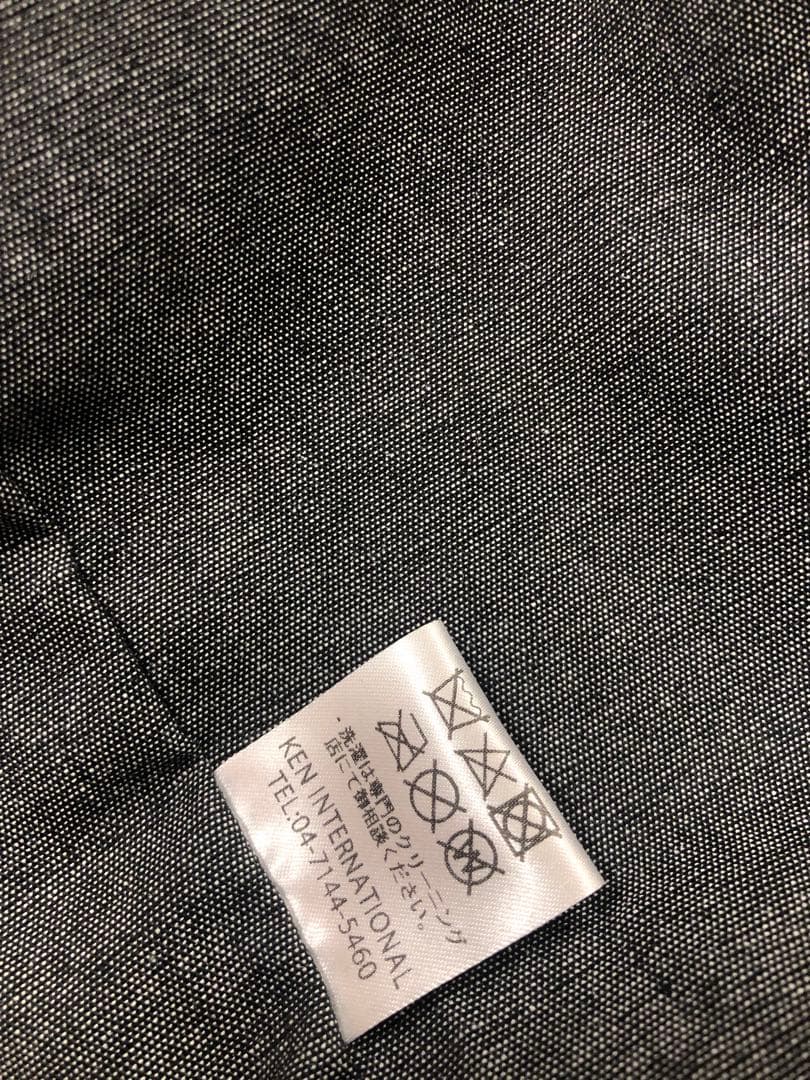 ・洗濯は専門のクリーニング
店にて御相談ください。
KEN INTERNATIONAL
TEL:04-7144-5460